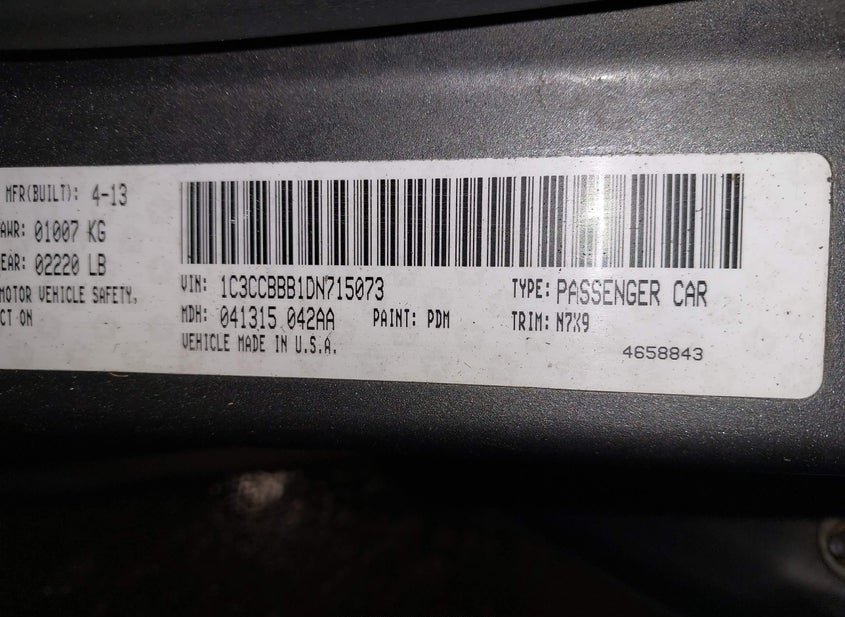 MFR(BUILT): 4-13
AWR: 01007 KG
EAR: 02220 LB
MOTOR VEHICLE SAFETY,
CT ON
VIN: 1C3CCBBB1DN715073
TYPE: PASSENGER CAR
MDH: 041315 042AA PAINT: PDM
TRIM: N7X9
VEHICLE MADE IN U.S.A.
4658843